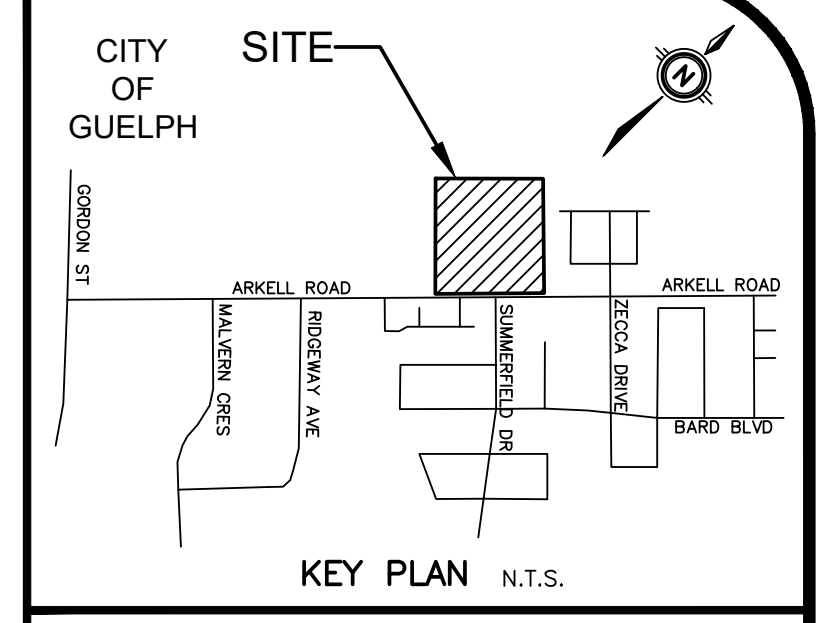 CITY
OF
GUELPH
SITE
N
GORDON ST
ARKELL ROAD
ARKELL ROAD
MALVERN CRES
RIDGEWAY AVE
SUMMERFIELD DR
ZECCA DRIVE
BARD BLVD
KEY PLAN N.T.S.